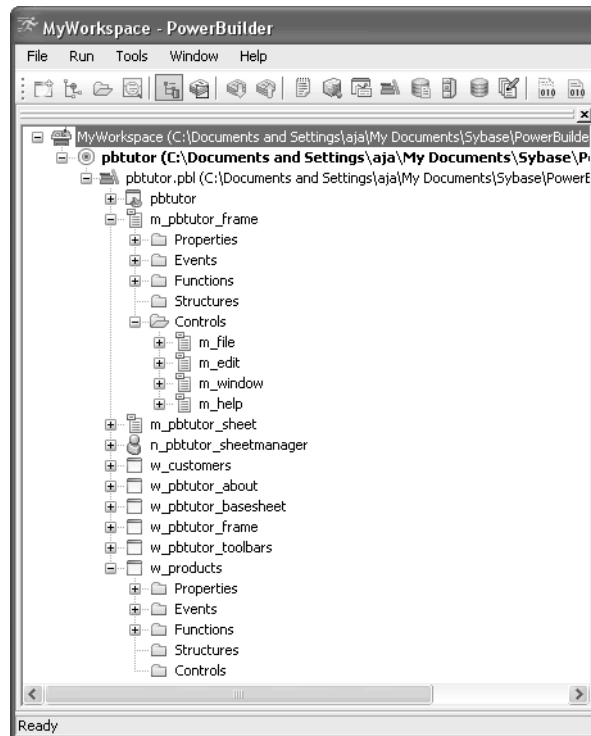 MyWorkspace - PowerBuilder
File Run Tools Window Help
010 010
MyWorkspace (C:\Documents and Settings\aja\My Documents\Sybase\PowerBuilde
pbtutor (C:\Documents and Settings\aja\My Documents\Sybase\P
pbtutor.pbl (C:\Documents and Settings\aja\My Documents\Sybase\PowerB
pbtutor
m_pbtutor_frame
Properties
Events
Functions
Structures
Controls
m_file
m_edit
m_window
m_help
m_pbtutor_sheet
n_pbtutor_sheetmanager
w_customers
w_pbtutor_about
w_pbtutor_basesheet
w_pbtutor_frame
w_pbtutor_toolbars
w_products
Properties
Events
Functions
Structures
Controls
Ready